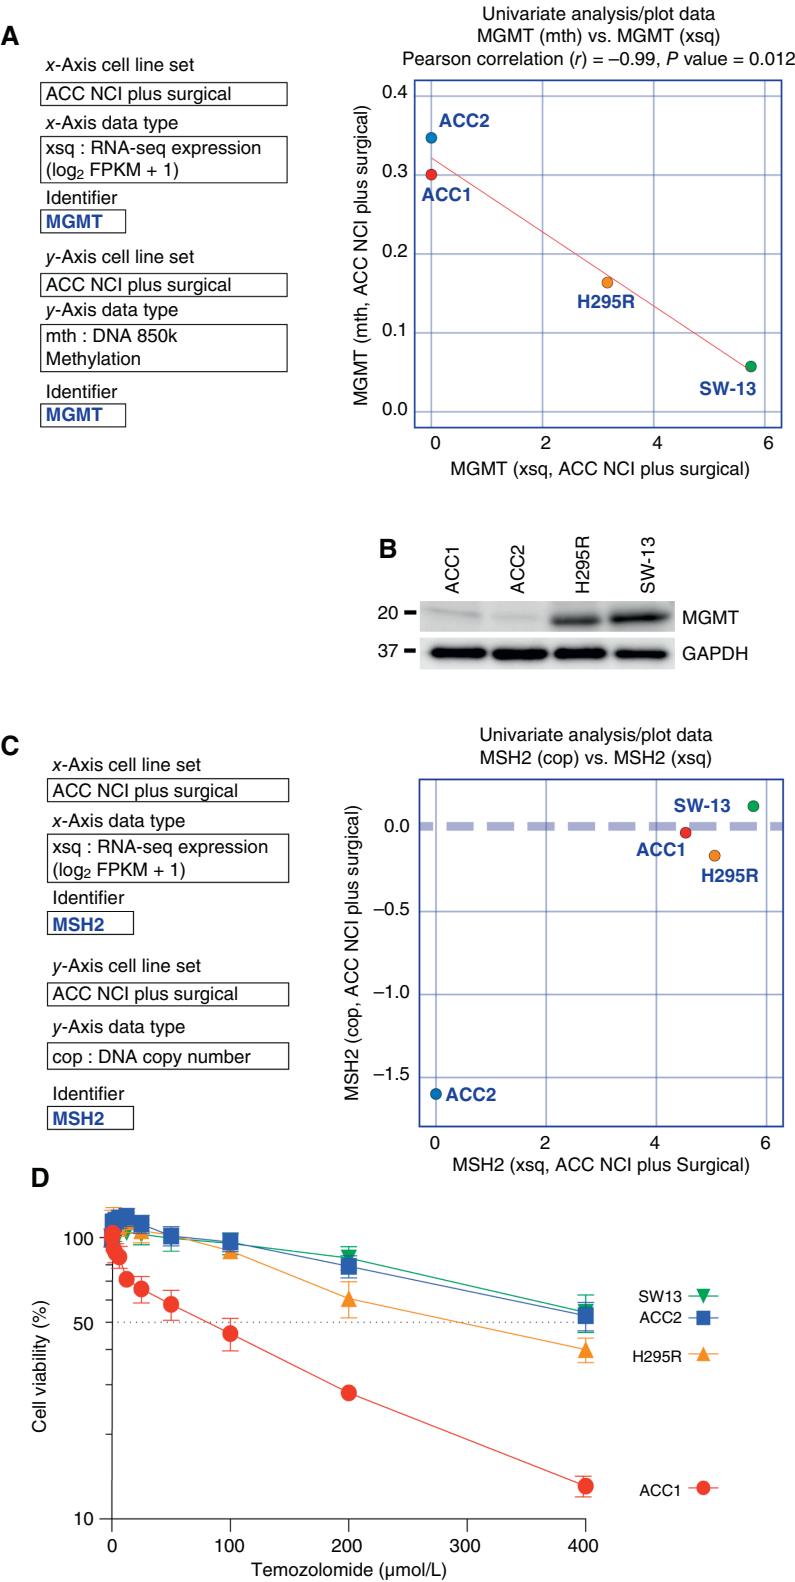 A
x-Axis cell line set
ACC NCI plus surgical
x-Axis data type
xsq : RNA-seq expression
(log2 FPKM + 1)
Identifier
MGMT
y-Axis cell line set
ACC NCI plus surgical
y-Axis data type
mth : DNA 850k
Methylation
Identifier
MGMT
Univariate analysis/plot data
MGMT (mth) vs. MGMT (xsq)
Pearson correlation (r) = –0.99, P value = 0.012
MGMT (mth, ACC NCI plus surgical)
0.4
0.3
0.2
0.1
0.0
ACC2
ACC1
H295R
SW-13
0 2 4 6
MGMT (xsq, ACC NCI plus surgical)
B
ACC1
ACC2
H295R
SW-13
20
MGMT
37
GAPDH
C
x-Axis cell line set
ACC NCI plus surgical
x-Axis data type
xsq : RNA-seq expression
(log2 FPKM + 1)
Identifier
MSH2
y-Axis cell line set
ACC NCI plus surgical
y-Axis data type
cop : DNA copy number
Identifier
MSH2
Univariate analysis/plot data
MSH2 (cop) vs. MSH2 (xsq)
MSH2 (cop, ACC NCI plus surgical)
0.0
–0.5
–1.0
–1.5
SW-13
ACC1
H295R
ACC2
0 2 4 6
MSH2 (xsq, ACC NCI plus Surgical)
D
Cell viability (%)
100
50
10
SW13
ACC2
H295R
ACC1
0 100 200 300 400
Temozolomide (μmol/L)